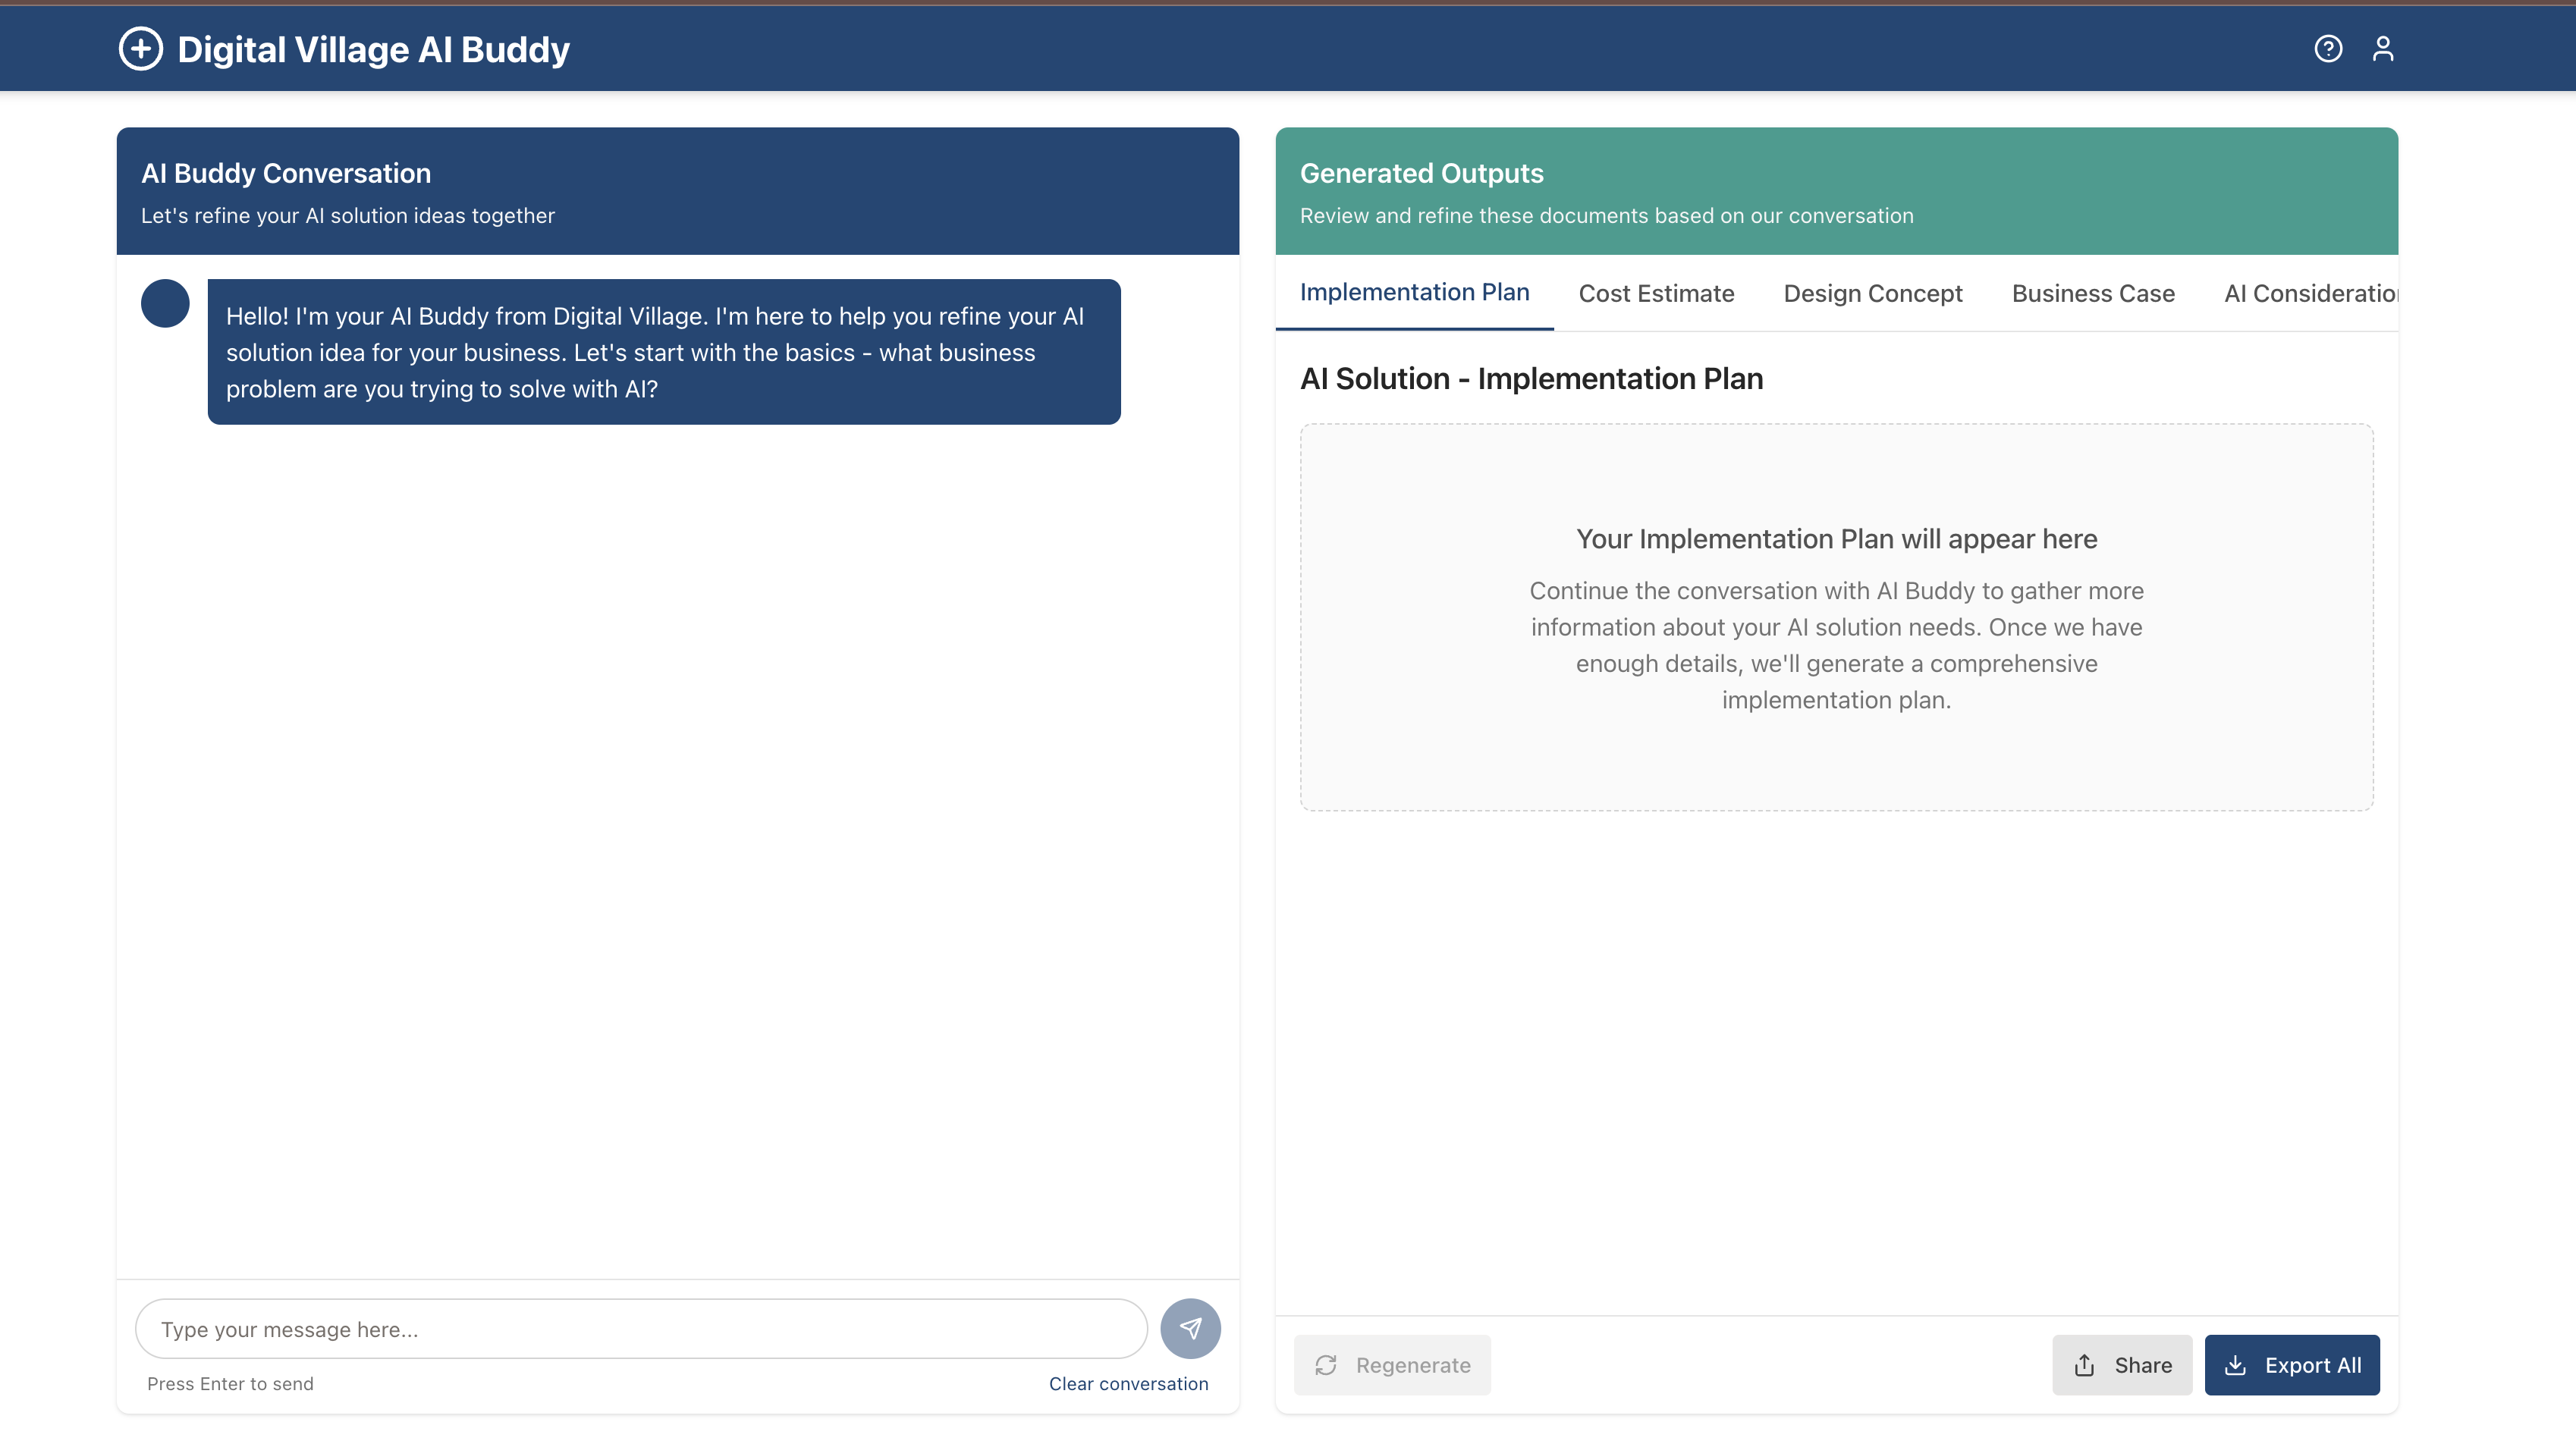 Digital Village AI Buddy
AI Buddy Conversation
Let's refine your AI solution ideas together
Hello! I'm your AI Buddy from Digital Village. I'm here to help you refine your AI
solution idea for your business. Let's start with the basics - what business
problem are you trying to solve with AI?
Type your message here...
Press Enter to send
Clear conversation
Generated Outputs
Review and refine these documents based on our conversation
Implementation Plan
Cost Estimate
Design Concept
Business Case
AI Consideratio
AI Solution - Implementation Plan
Your Implementation Plan will appear here
Continue the conversation with AI Buddy to gather more
information about your AI solution needs. Once we have
enough details, we'll generate a comprehensive
implementation plan.
Regenerate
Share
Export All